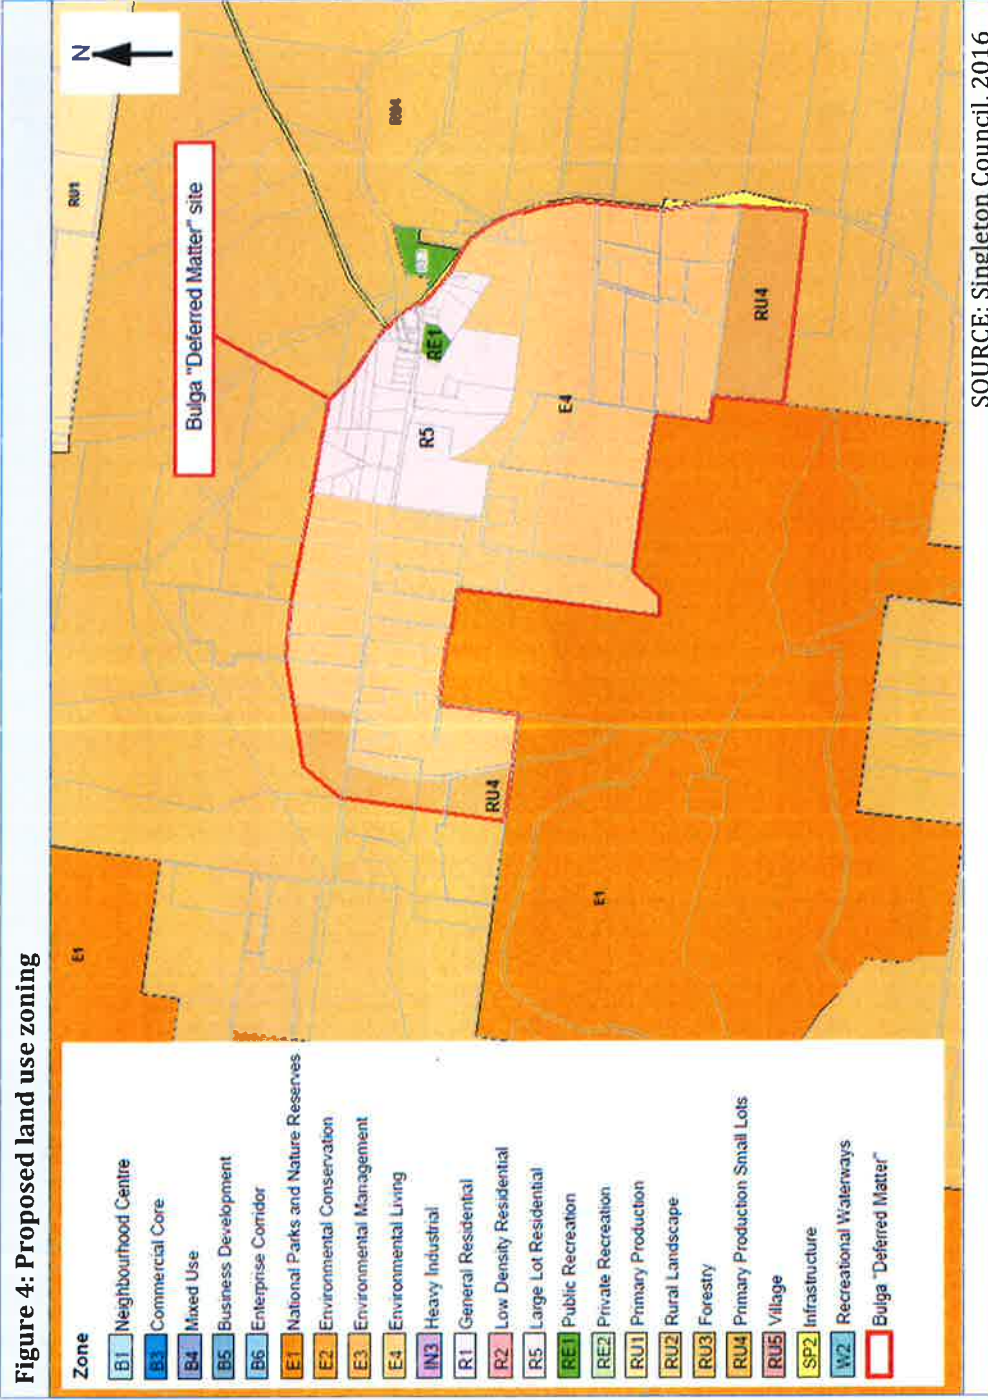 Figure 4: Proposed land use zoning
Zone
B1 Neighbourhood Centre
B3 Commercial Core
B4 Mixed Use
B5 Business Development
B6 Enterprise Corridor
E1 National Parks and Nature Reserves
E2 Environmental Conservation
E3 Environmental Management
E4 Environmental Living
IN3 Heavy Industrial
R1 General Residential
R2 Low Density Residential
R5 Large Lot Residential
RE1 Public Recreation
RE2 Private Recreation
RU1 Primary Production
RU2 Rural Landscape
RU3 Forestry
RU4 Primary Production Small Lots
RU5 Village
SP2 Infrastructure
W2 Recreational Waterways
Bulga "Deferred Matter"
E1
E1
RU4
Bulga "Deferred Matter" site
R5
RE1
E4
RU4
RU1
N
SOURCE: Singleton Council, 2016